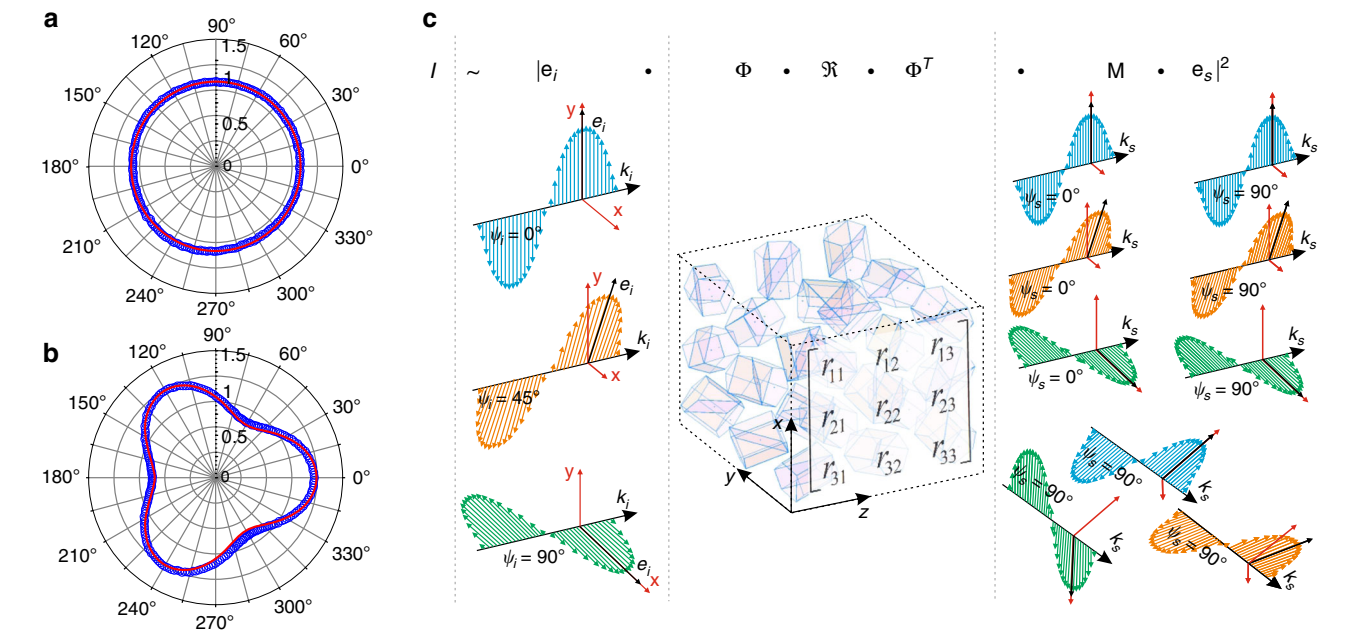 a
90°
120°
60°
1.5
150°
1
30°
0.5
180°
0
0°
210°
330°
240°
300°
270°
b
90°
120°
60°
1.5
150°
1
30°
0.5
180°
0
0°
210°
330°
240°
300°
270°
c
I ~ |e_i • Φ • ℜ • Φ^T • M • e_s|²
y
e_i
k_i
x
ψ_i = 0°
y
e_i
k_i
x
ψ_i = 45°
y
k_i
ψ_i = 90°
e_i
x
r_11 r_12 r_13
r_21 r_22 r_23
r_31 r_32 r_33
x
y
z
k_s
ψ_s = 0°
k_s
ψ_s = 90°
k_s
ψ_s = 0°
k_s
ψ_s = 90°
k_s
ψ_s = 0°
k_s
ψ_s = 90°
ψ_s = 90°
k_s
ψ_s = 90°
k_s
ψ_s = 90°
k_s